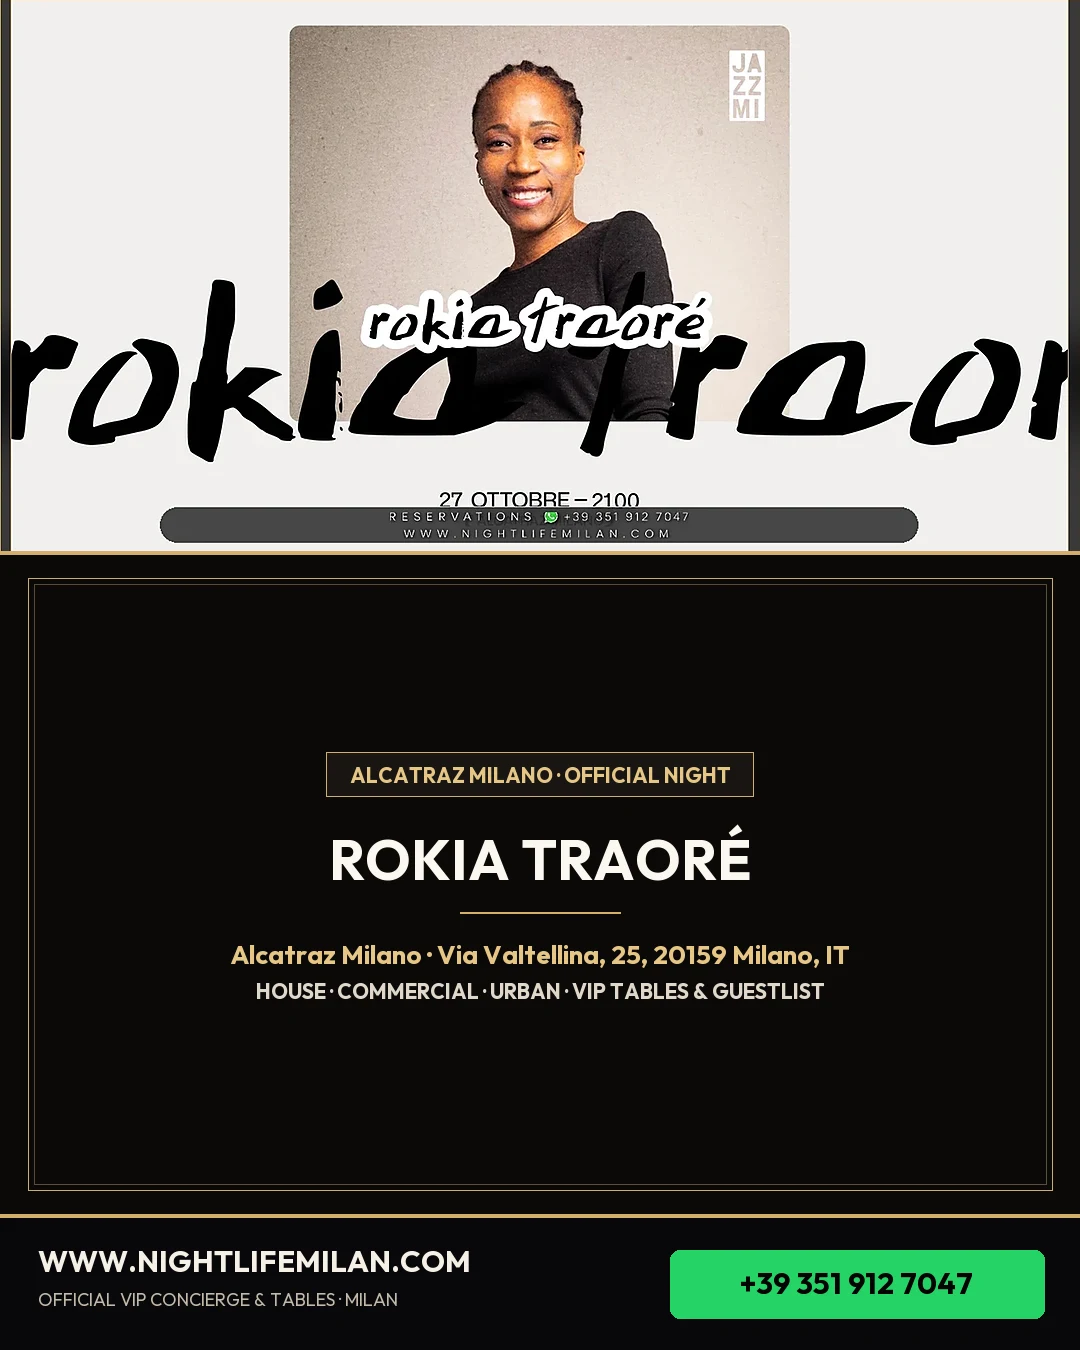 JA
ZZ
MI
rokia traoré
rokia traor
27 OTTOBRE – 21:00
RESERVATIONS +39 351 912 7047
WWW.NIGHTLIFEMILAN.COM
ALCATRAZ MILANO · OFFICIAL NIGHT
ROKIA TRAORÉ
Alcatraz Milano · Via Valtellina, 25, 20159 Milano, IT
HOUSE · COMMERCIAL · URBAN · VIP TABLES & GUESTLIST
WWW.NIGHTLIFEMILAN.COM
OFFICIAL VIP CONCIERGE & TABLES · MILAN
+39 351 912 7047